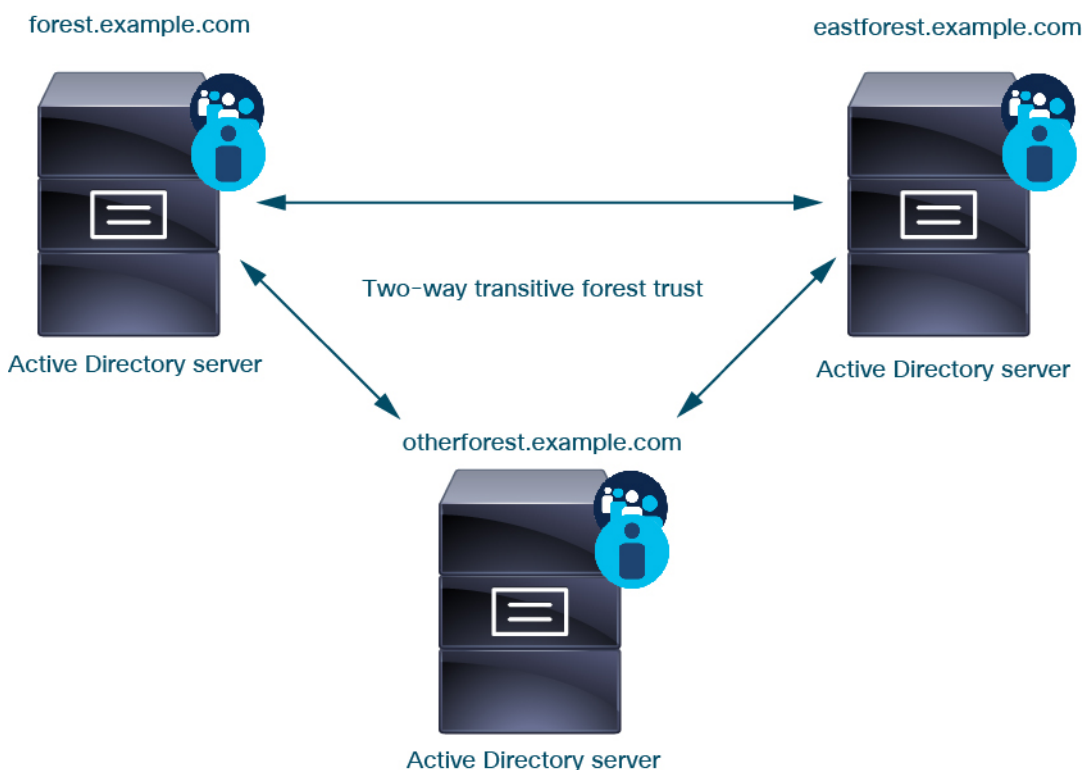 forest.example.com
eastforest.example.com
Two-way transitive forest trust
Active Directory server
Active Directory server
otherforest.example.com
Active Directory server